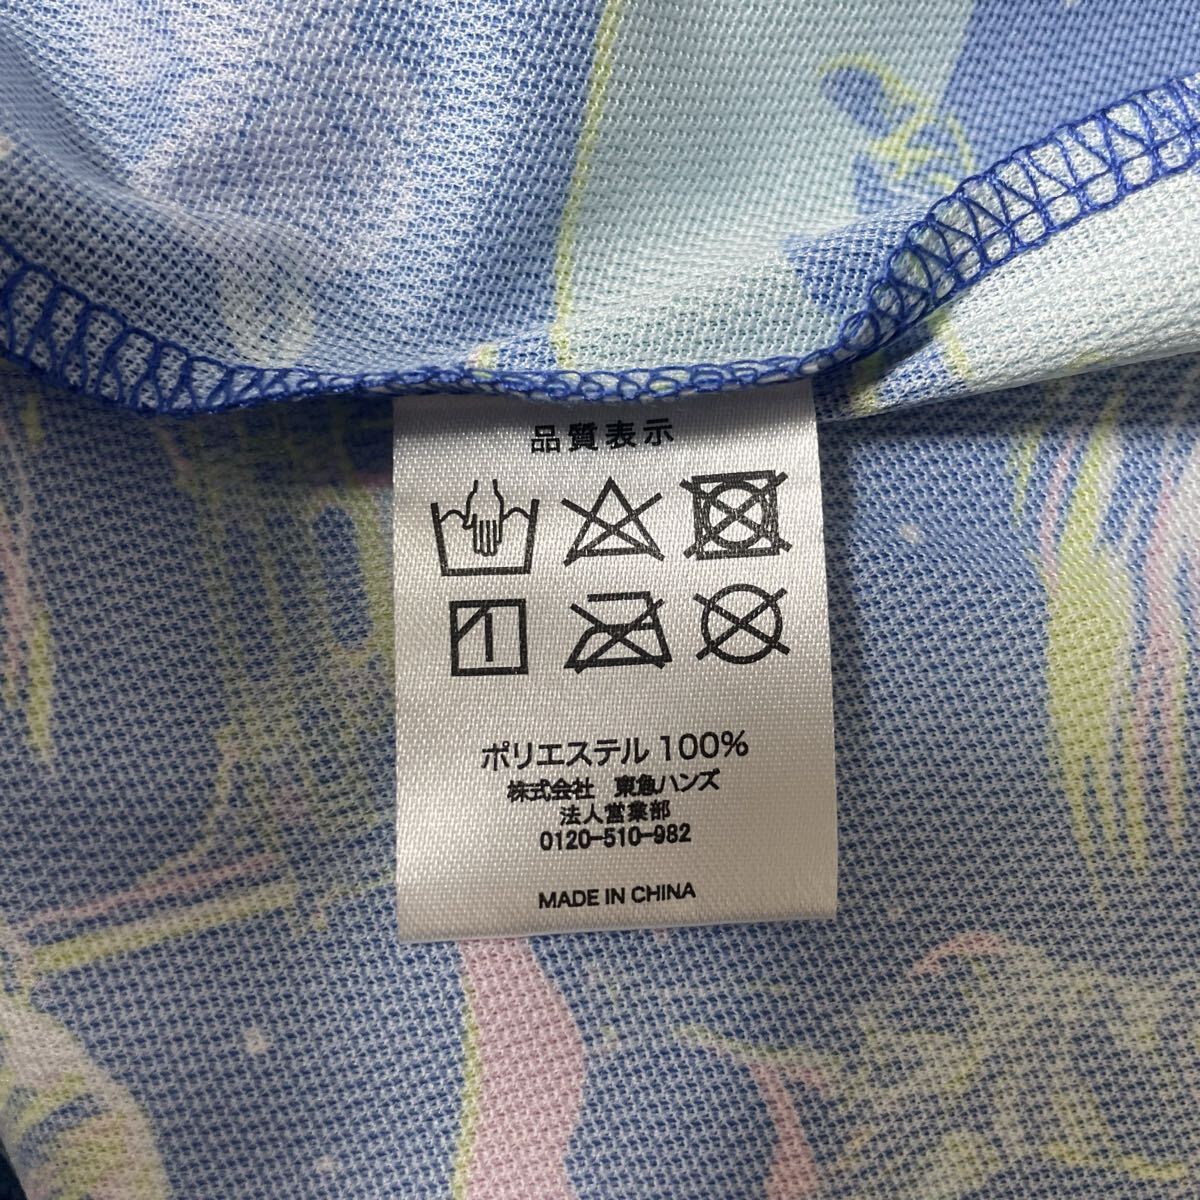 品質表示
ポリエステル 100%
株式会社 東急ハンズ
法人営業部
0120-510-982
MADE IN CHINA